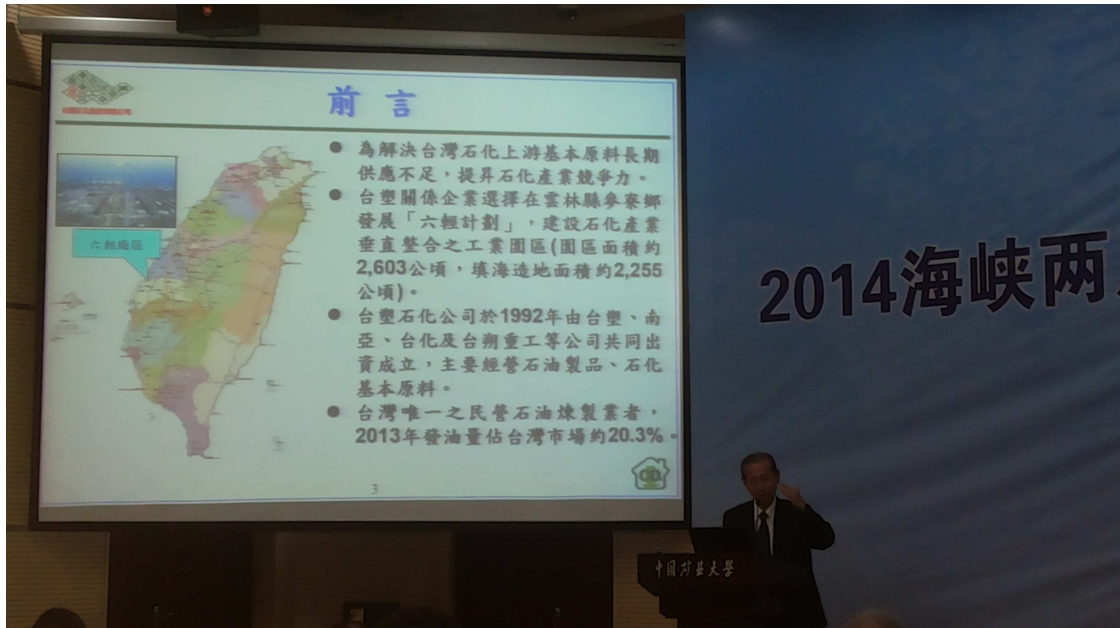 前言
為解決台灣石化上游基本原料長期
供應不足，提昇石化產業競爭力。
台塑關係企業選擇在雲林縣麥寮鄉
發展「六輕計劃」，建設石化產業
垂直整合之工業園區(園區面積約
2,603公頃，填海造地面積約2,255
公頃)。
台塑石化公司於1992年由台塑、南
亞、台化及台朔重工等公司共同出
資成立，主要經營石油製品、石化
基本原料。
台灣唯一之民營石油煉製業者，
2013年發油量佔台灣市場約20.3%。
六輕廠區
3
2014海峡两
中国矿业大学